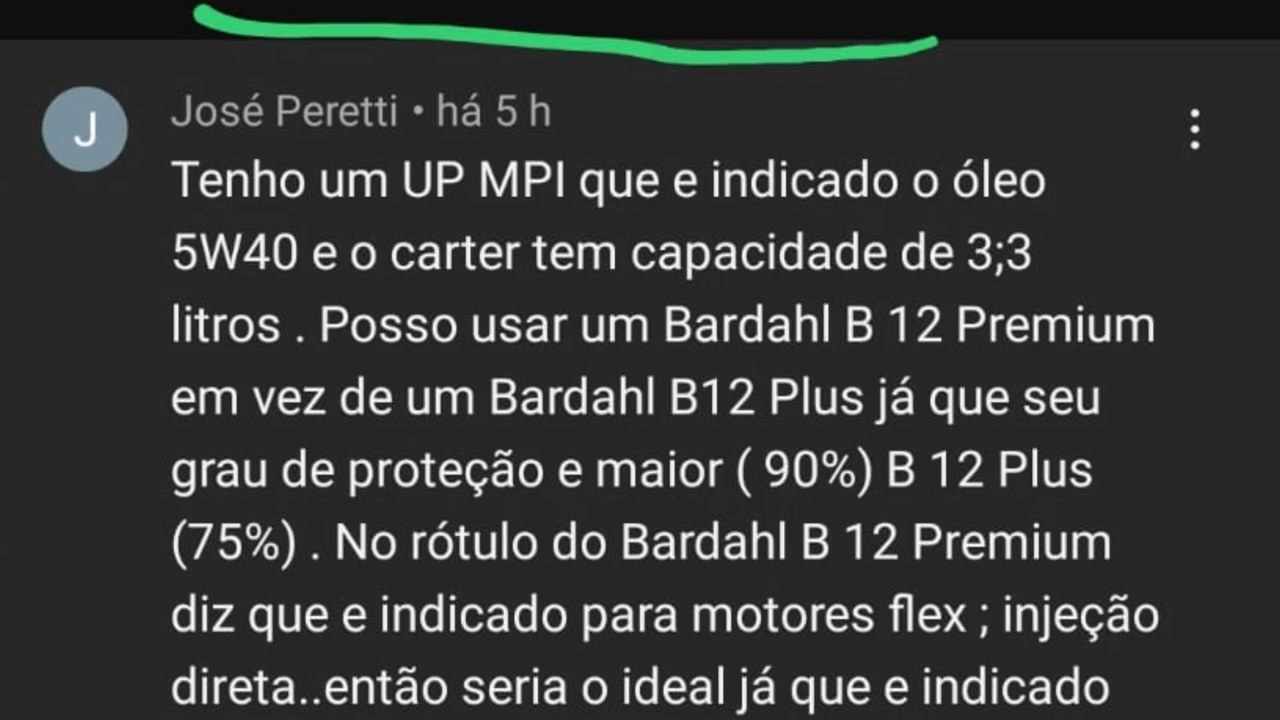 J
José Peretti • há 5 h
Tenho um UP MPI que e indicado o óleo
5W40 e o carter tem capacidade de 3;3
litros . Posso usar um Bardahl B 12 Premium
em vez de um Bardahl B12 Plus já que seu
grau de proteção e maior ( 90%) B 12 Plus
(75%) . No rótulo do Bardahl B 12 Premium
diz que e indicado para motores flex ; injeção
direta..então seria o ideal já que e indicado